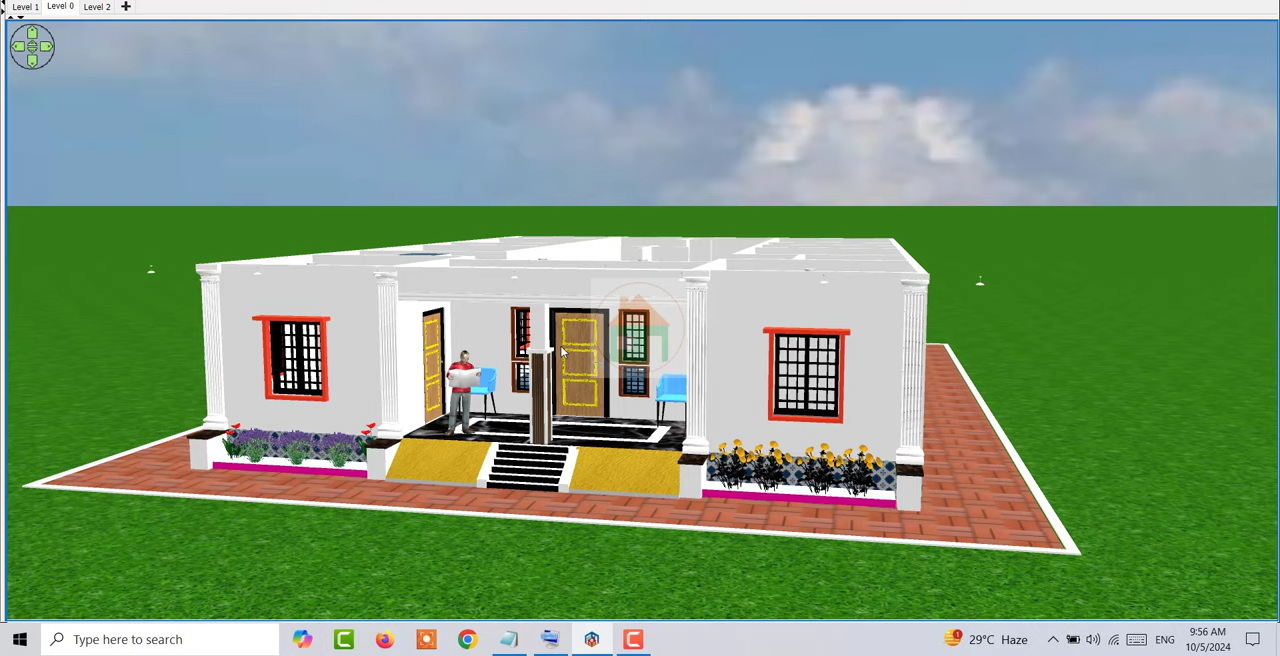 Level 1 Level 0 Level 2
Type here to search
29°C Haze
ENG
9:56 AM
10/5/2024